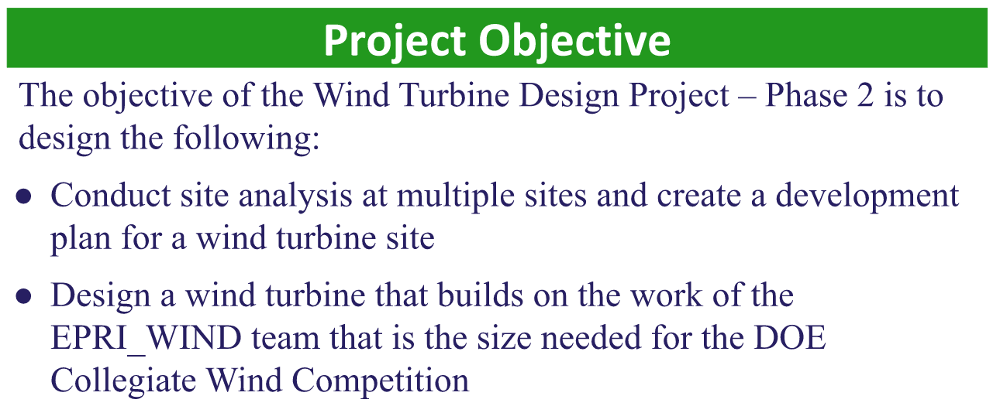 Project Objective
The objective of the Wind Turbine Design Project – Phase 2 is to
design the following:
● Conduct site analysis at multiple sites and create a development
plan for a wind turbine site
● Design a wind turbine that builds on the work of the
EPRI_WIND team that is the size needed for the DOE
Collegiate Wind Competition